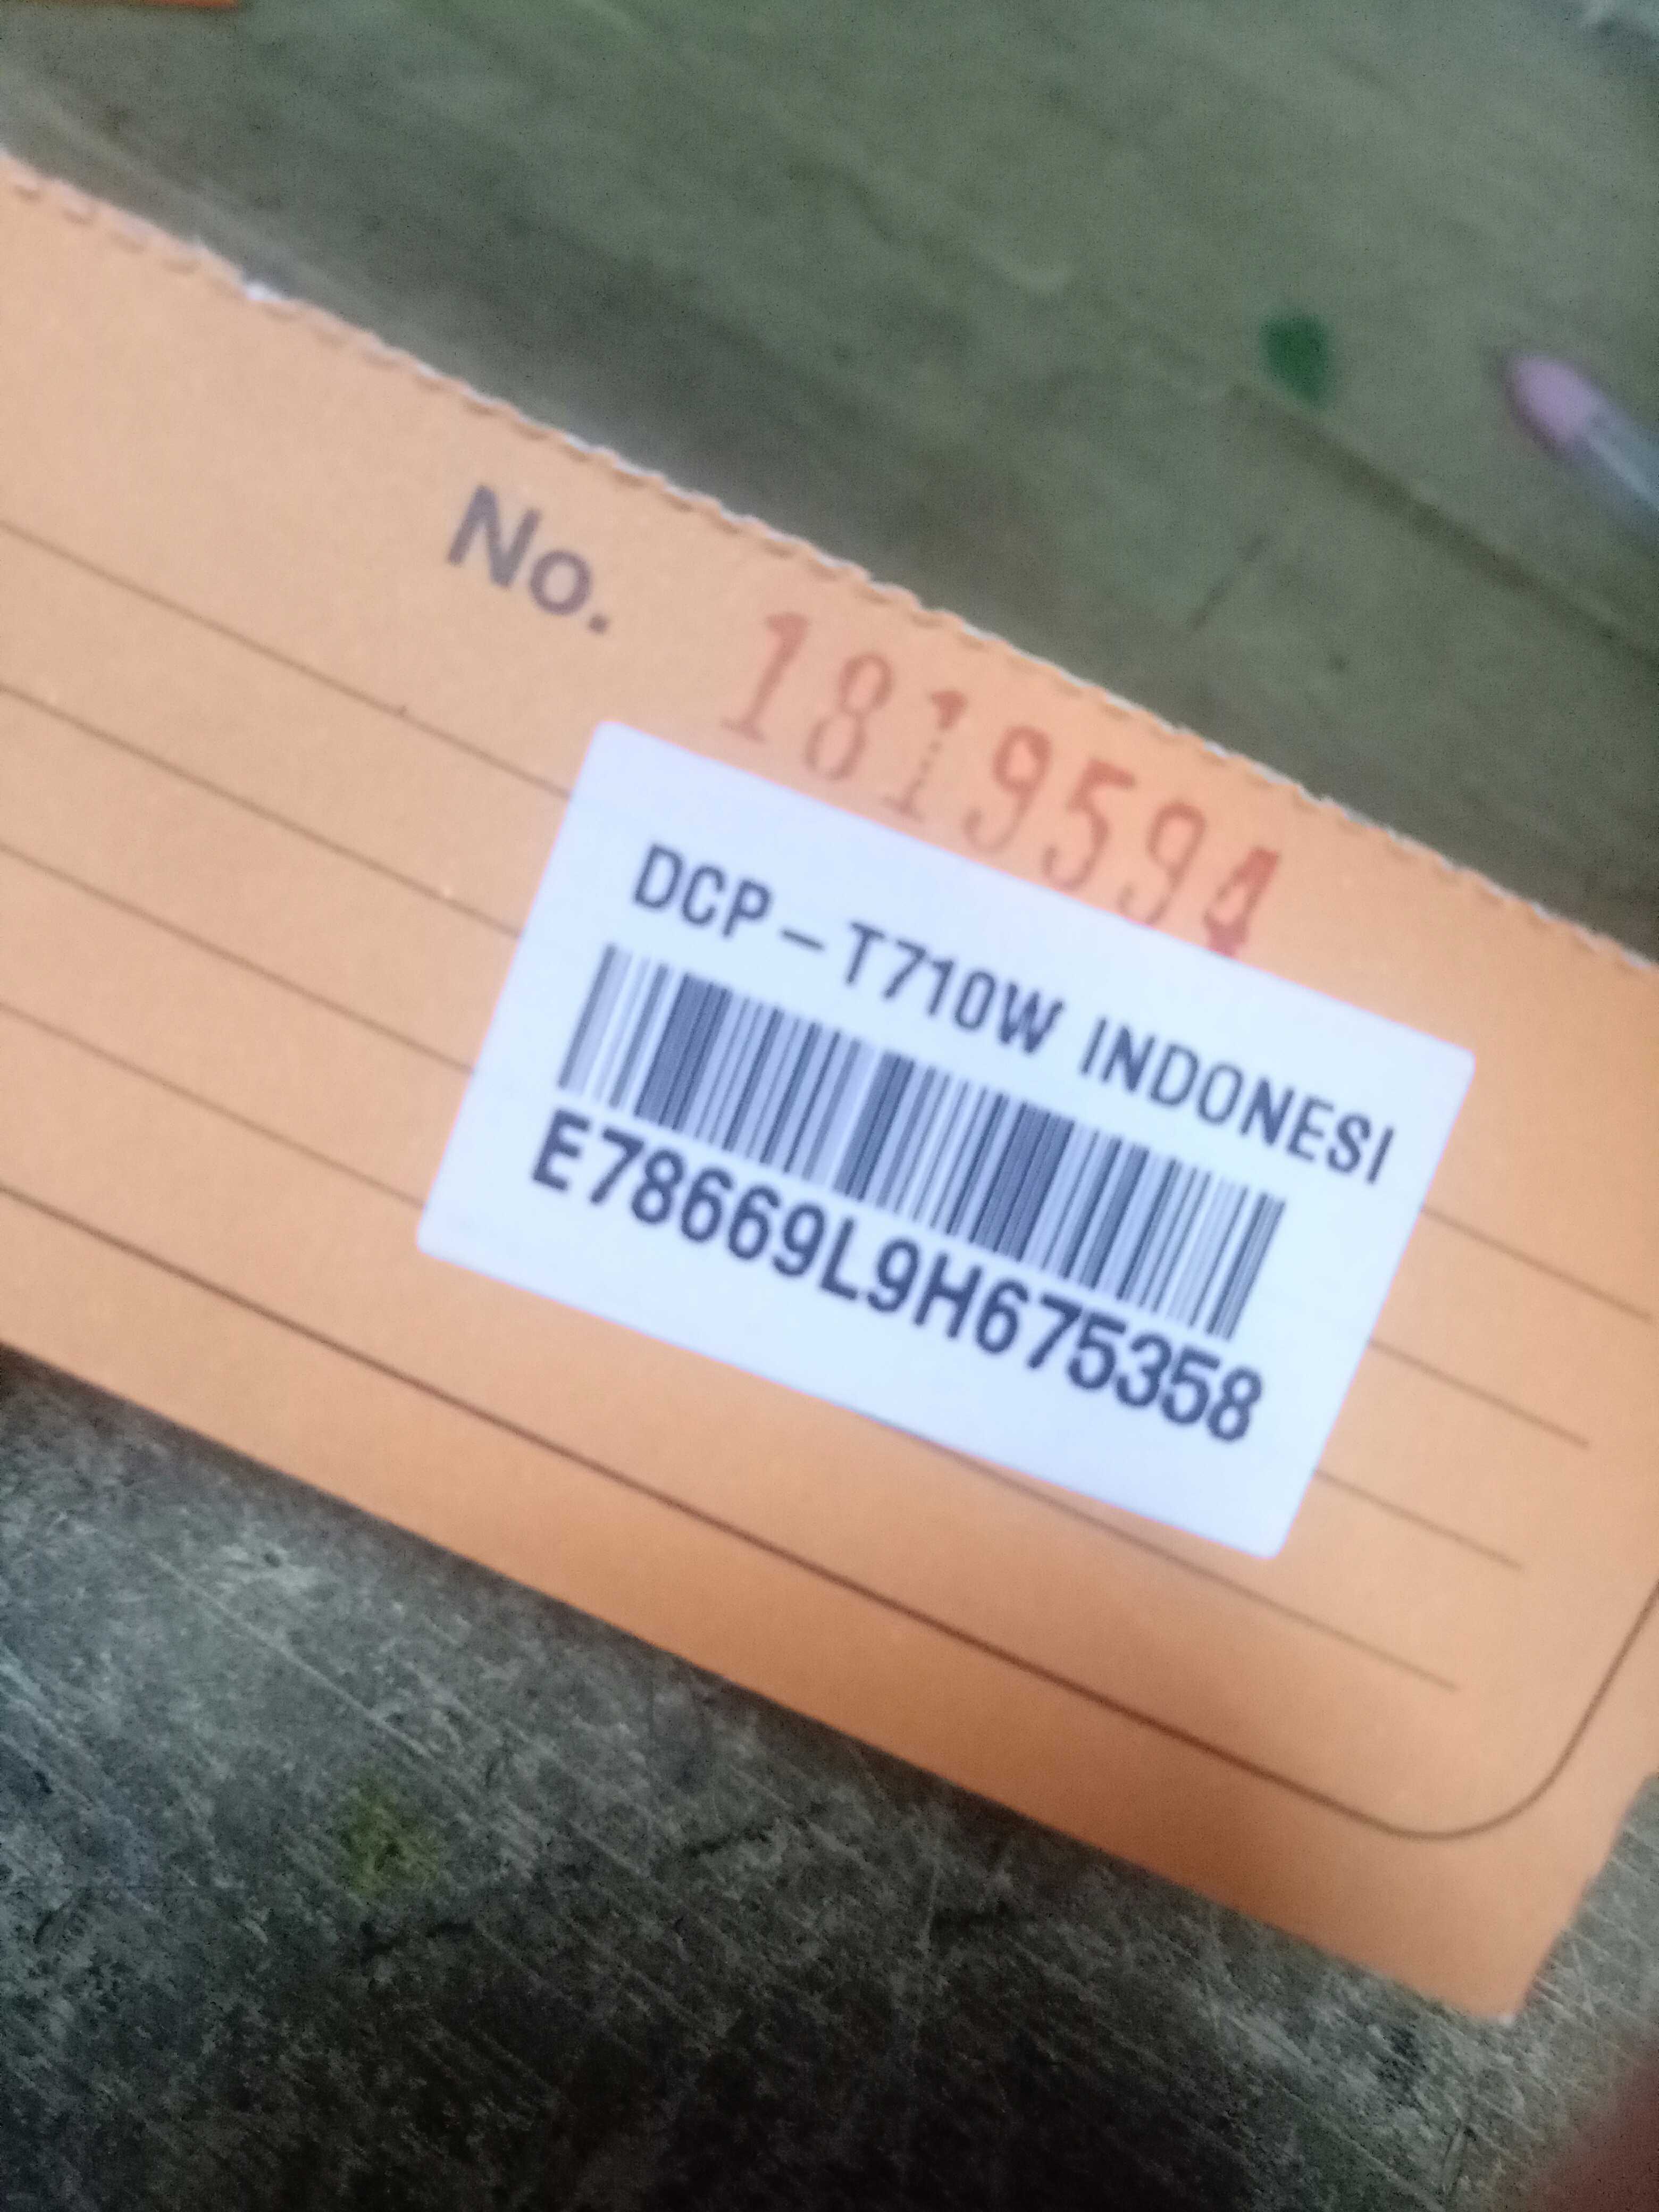 No. 1819594
DCP-T710W INDONESI
E78669L9H675358